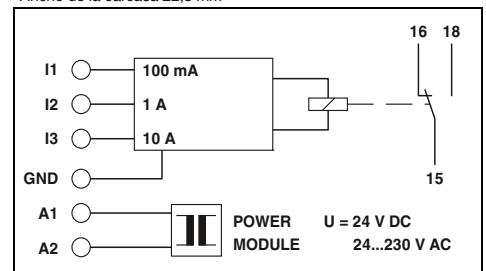 16 18
I1 100 mA
I2 1 A
I3 10 A
GND
15
A1
POWER U = 24 V DC
A2 MODULE 24...230 V AC